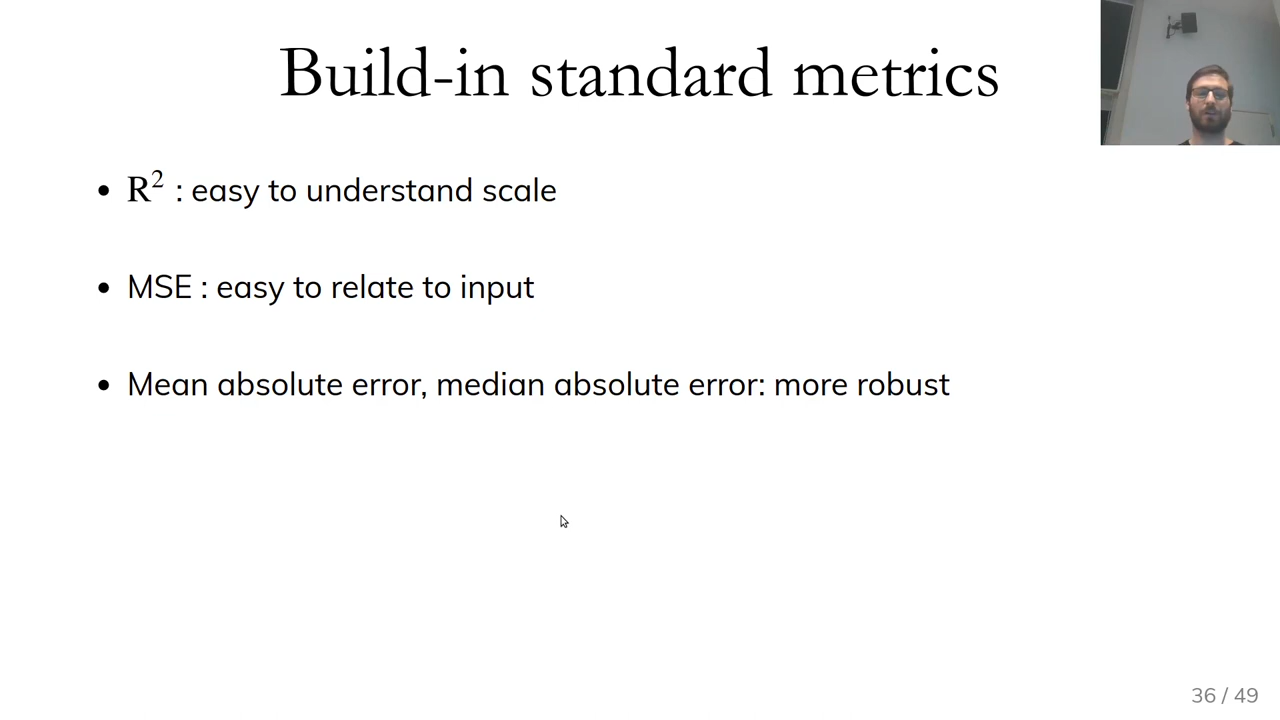 Build-in standard metrics
• R² : easy to understand scale
• MSE : easy to relate to input
• Mean absolute error, median absolute error: more robust
36 / 49